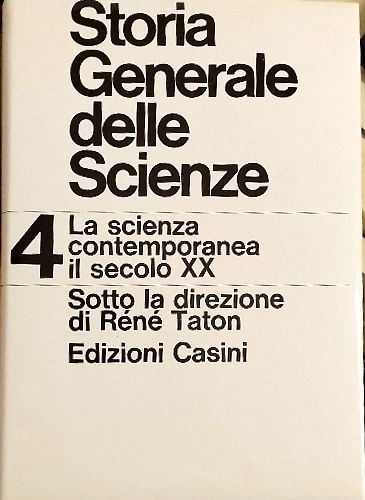 Storia
Generale
delle
Scienze
4 La scienza
contemporanea
il secolo XX
Sotto la direzione
di Réné Taton
Edizioni Casini